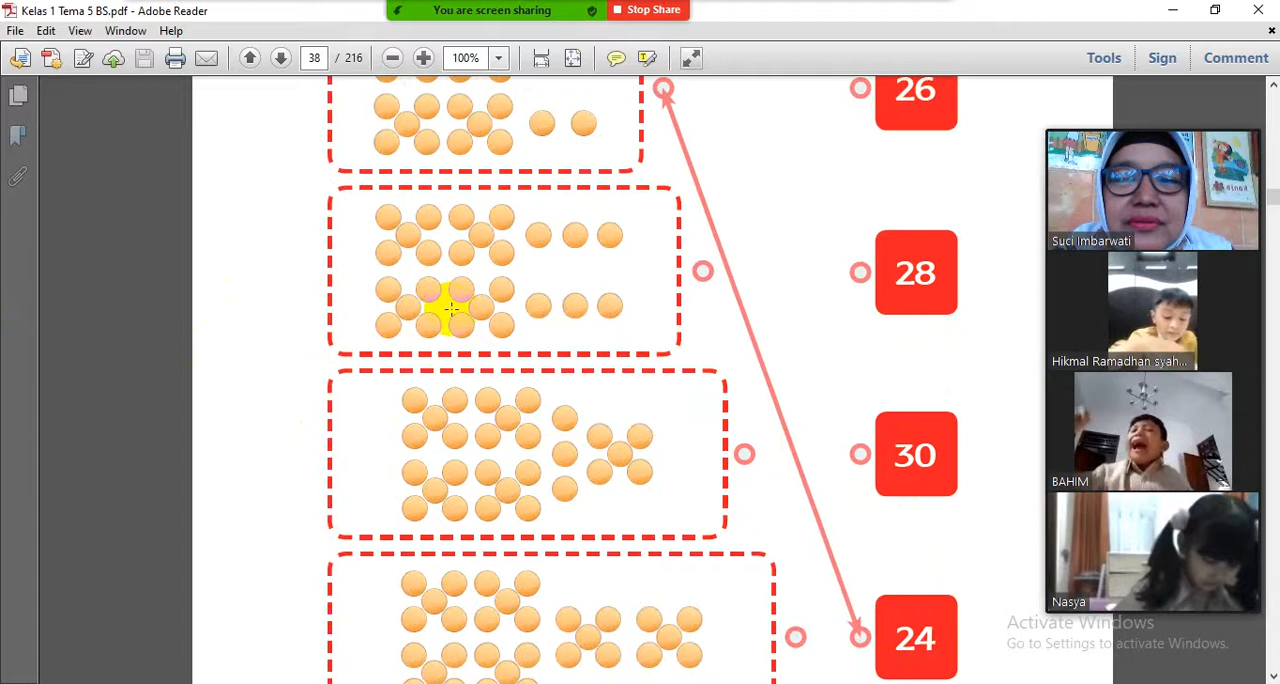 Kelas 1 Tema 5 BS.pdf - Adobe Reader
You are screen sharing
Stop Share
File Edit View Window Help
38 / 216
100%
Tools
Sign
Comment
26
28
30
24
Suci Imbarwati
Hikmal Ramadhan syah...
BAHIM
Nasya
Activate Windows
Go to Settings to activate Windows.